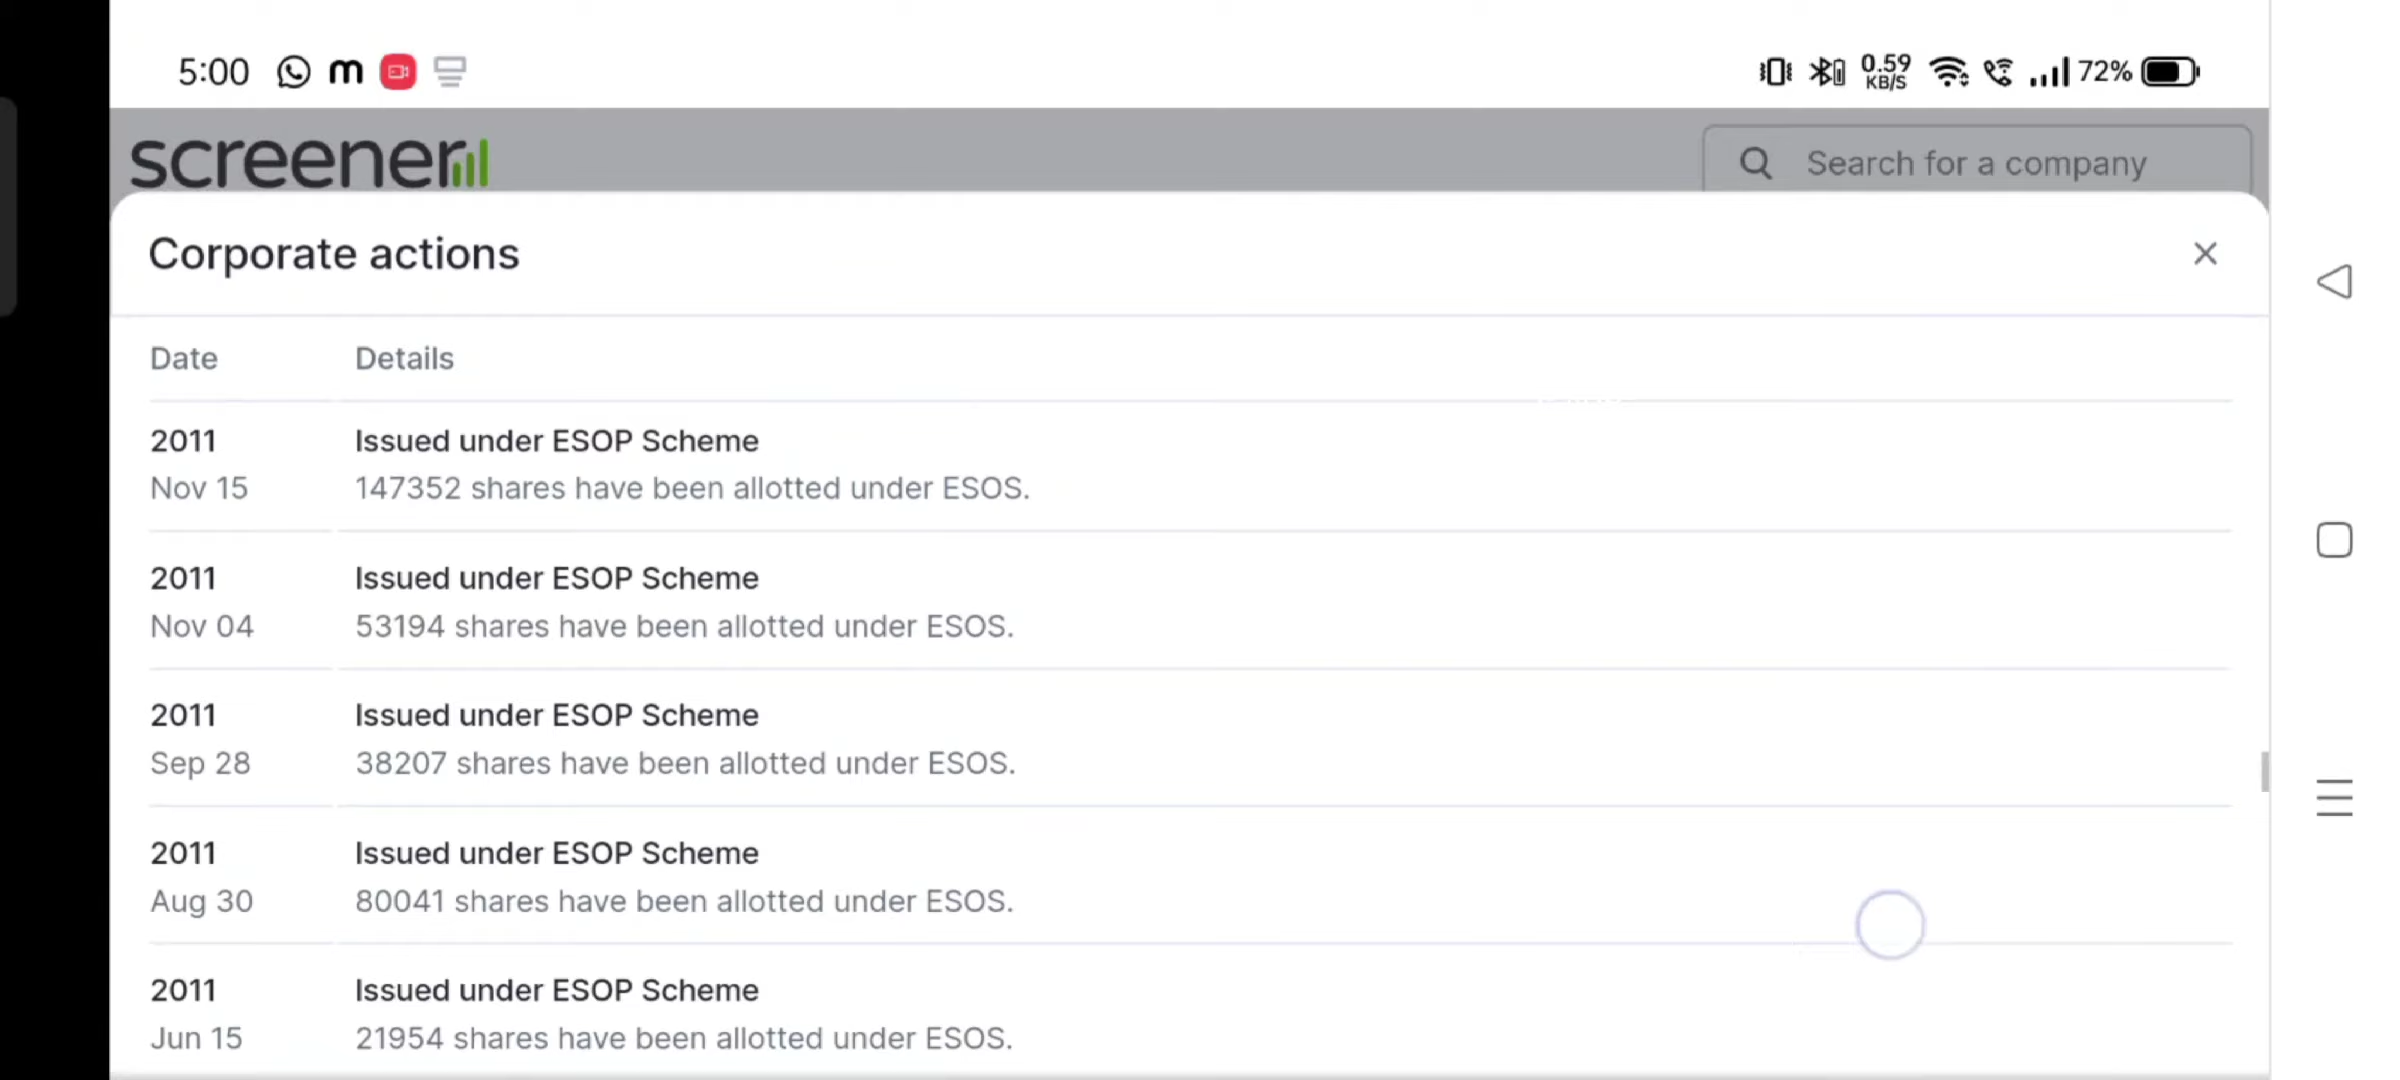 5:00 m 0.59 KB/S 72%
screener
Search for a company
Corporate actions
Date Details
2011 Issued under ESOP Scheme
Nov 15 147352 shares have been allotted under ESOS.
2011 Issued under ESOP Scheme
Nov 04 53194 shares have been allotted under ESOS.
2011 Issued under ESOP Scheme
Sep 28 38207 shares have been allotted under ESOS.
2011 Issued under ESOP Scheme
Aug 30 80041 shares have been allotted under ESOS.
2011 Issued under ESOP Scheme
Jun 15 21954 shares have been allotted under ESOS.